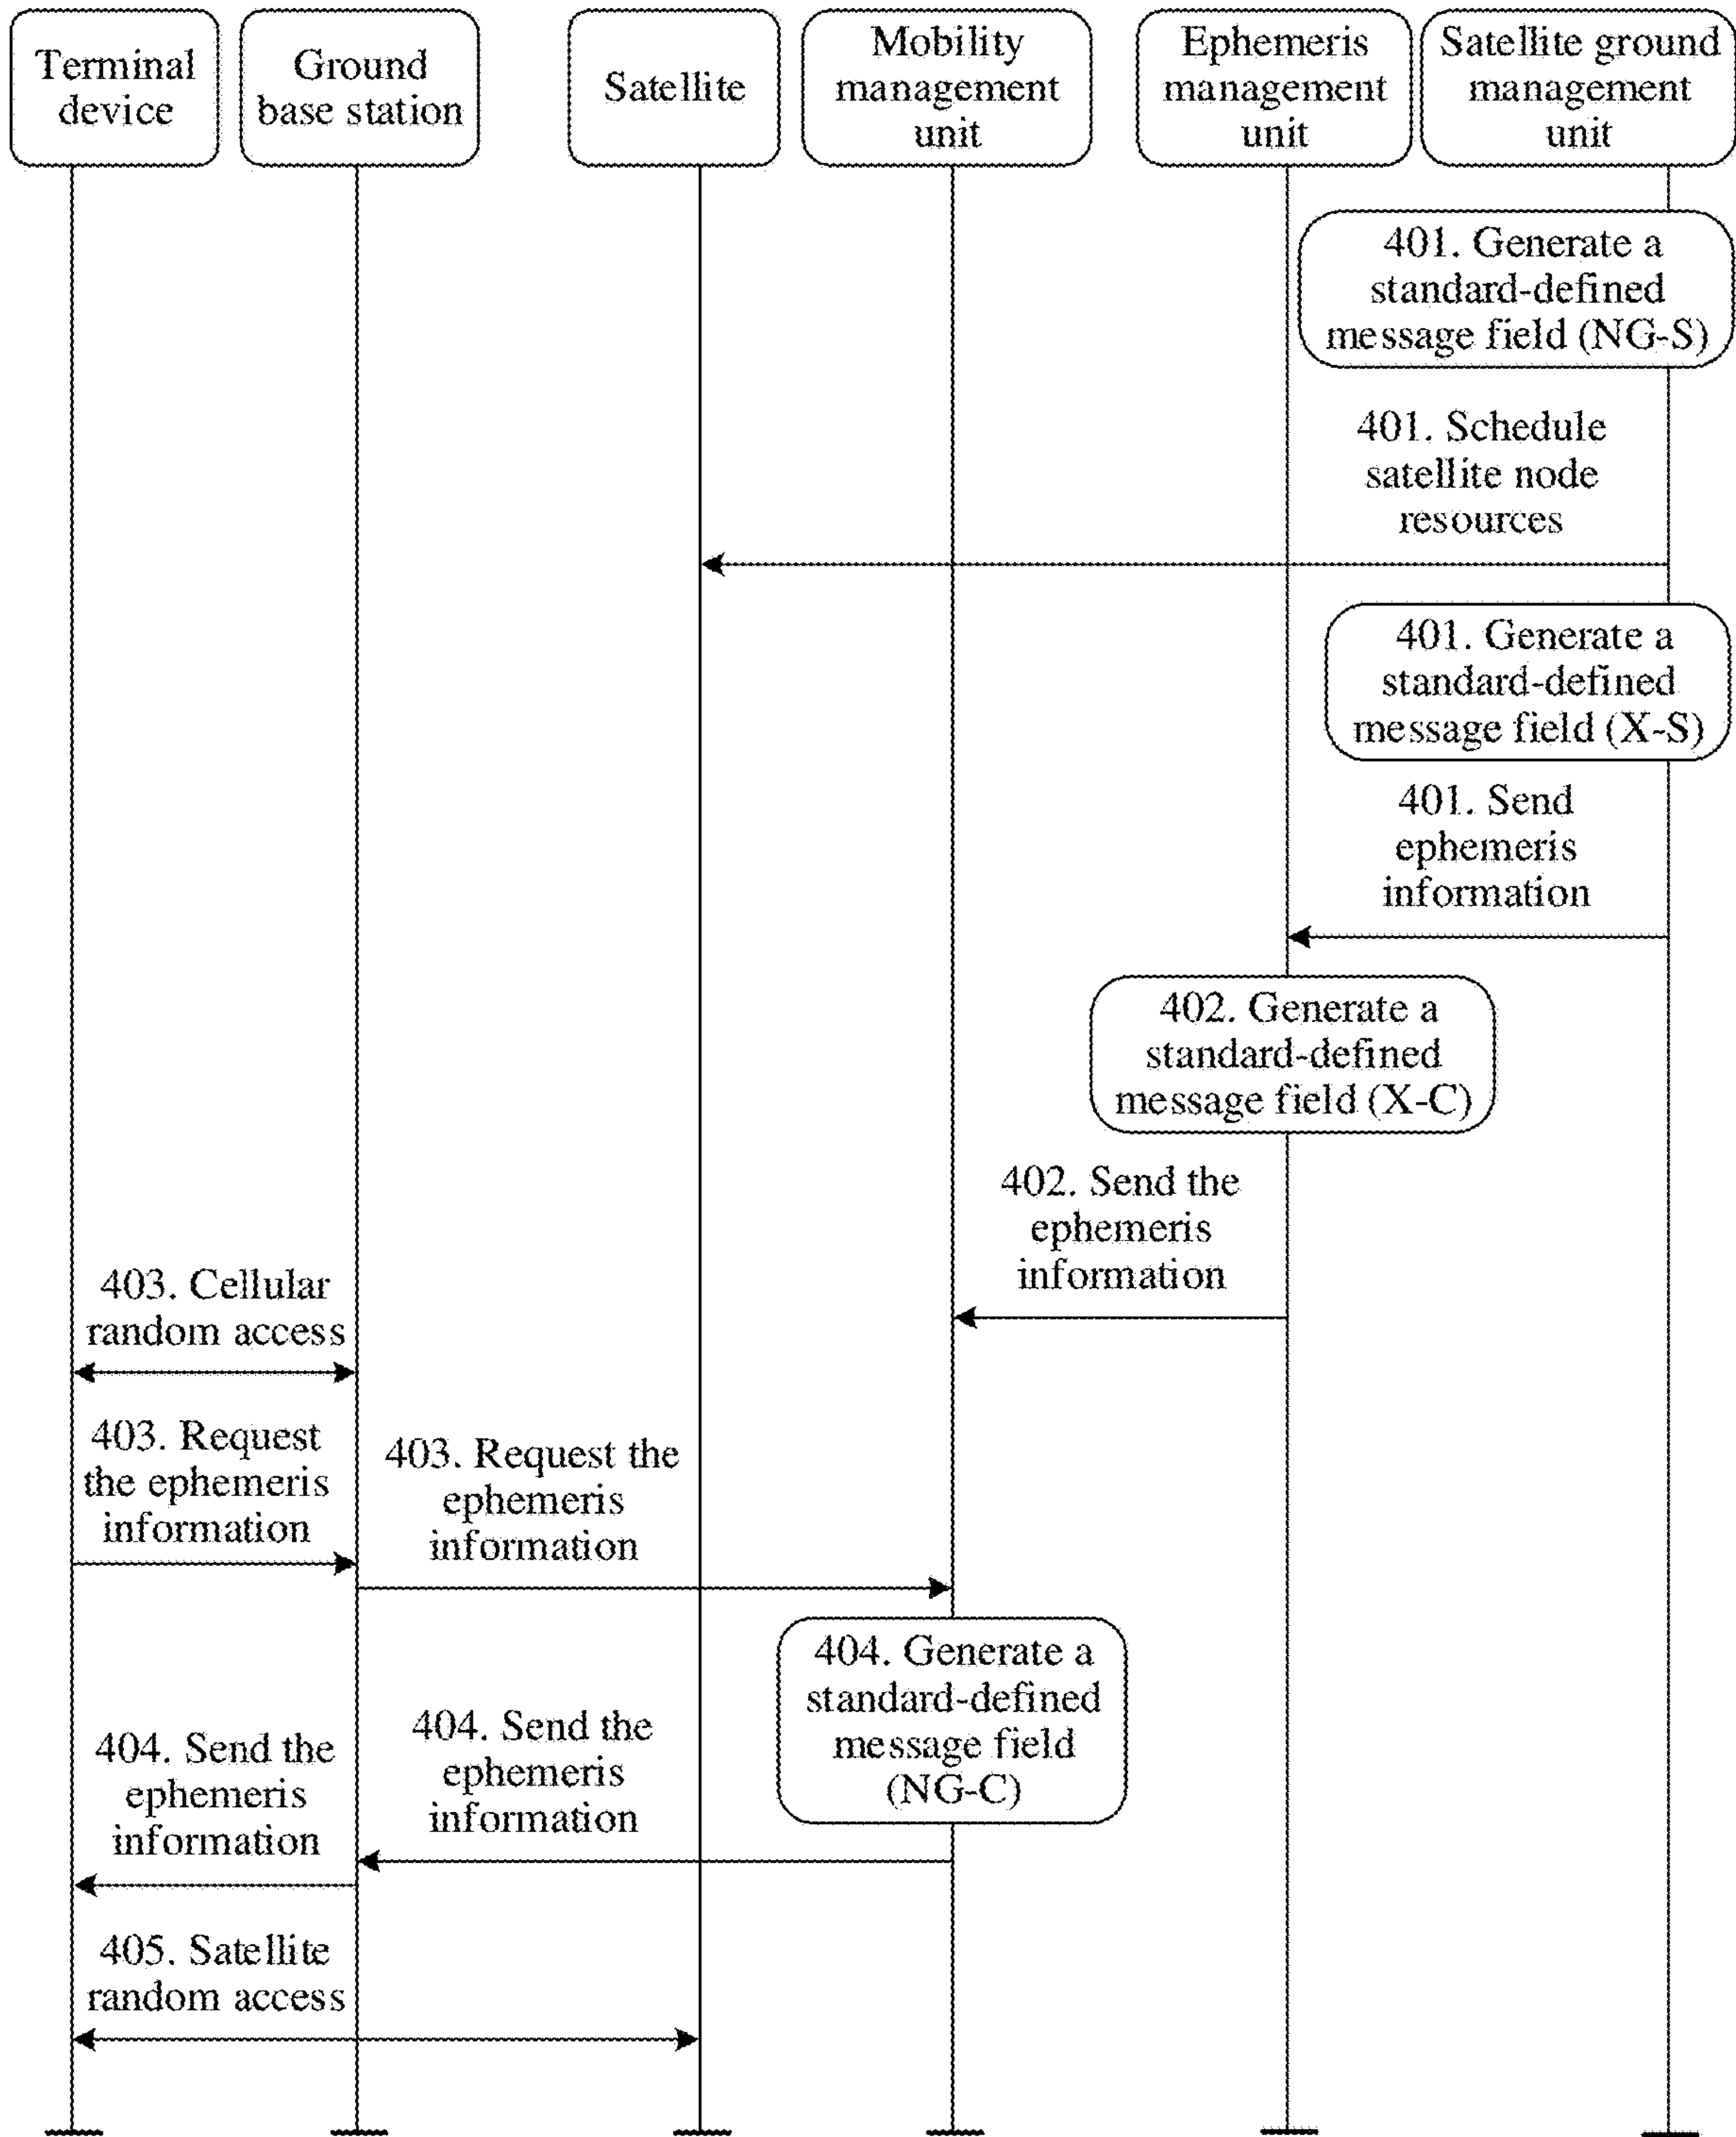 Terminal
device
Ground
base station
Satellite
Mobility
management
unit
Ephemeris
management
unit
Satellite ground
management
unit
401. Generate a
standard-defined
message field (NG-S)
401. Schedule
satellite node
resources
401. Generate a
standard-defined
message field (X-S)
401. Send
ephemeris
information
402. Generate a
standard-defined
message field (X-C)
402. Send the
ephemeris
information
403. Cellular
random access
403. Request
the ephemeris
information
403. Request the
ephemeris
information
404. Generate a
standard-defined
message field
(NG-C)
404. Send the
ephemeris
information
404. Send the
ephemeris
information
405. Satellite
random access